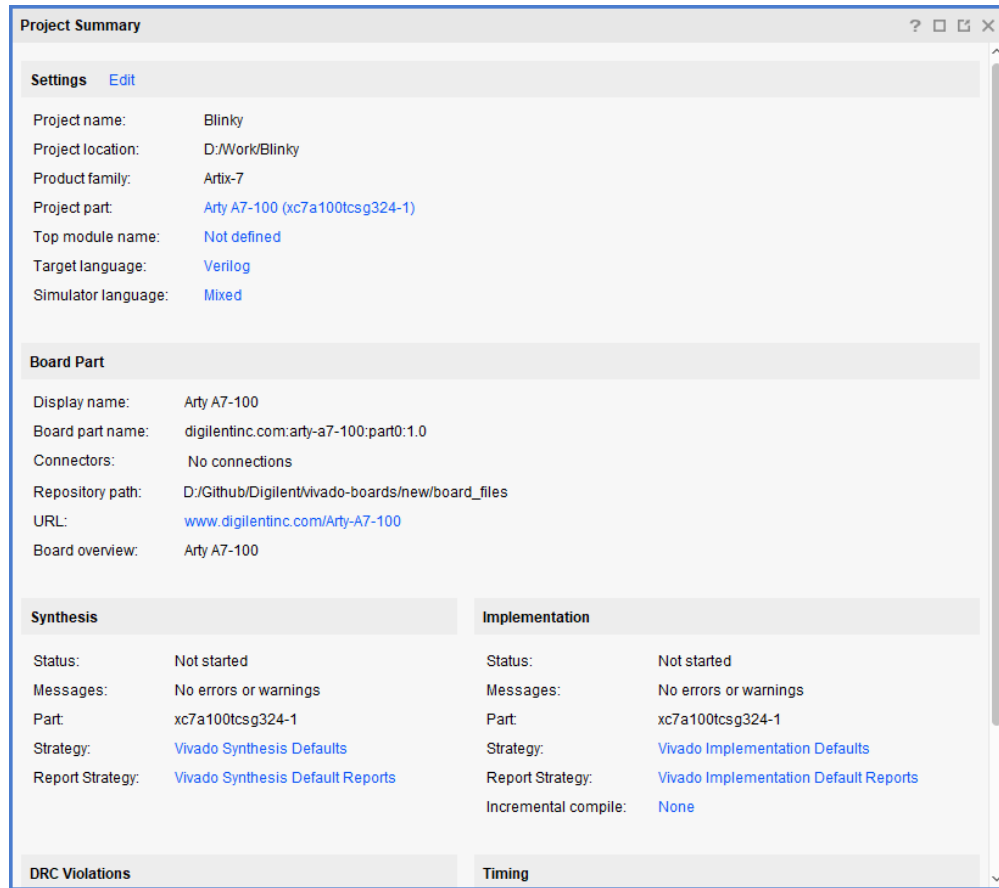 Project Summary
Settings Edit
Project name: Blinky
Project location: D:/Work/Blinky
Product family: Artix-7
Project part: Arty A7-100 (xc7a100tcsg324-1)
Top module name: Not defined
Target language: Verilog
Simulator language: Mixed
Board Part
Display name: Arty A7-100
Board part name: digilentinc.com:arty-a7-100:part0:1.0
Connectors: No connections
Repository path: D:/Github/Digilent/vivado-boards/new/board_files
URL: www.digilentinc.com/Arty-A7-100
Board overview: Arty A7-100
Synthesis
Status: Not started
Messages: No errors or warnings
Part: xc7a100tcsg324-1
Strategy: Vivado Synthesis Defaults
Report Strategy: Vivado Synthesis Default Reports
Implementation
Status: Not started
Messages: No errors or warnings
Part: xc7a100tcsg324-1
Strategy: Vivado Implementation Defaults
Report Strategy: Vivado Implementation Default Reports
Incremental compile: None
DRC Violations
Timing